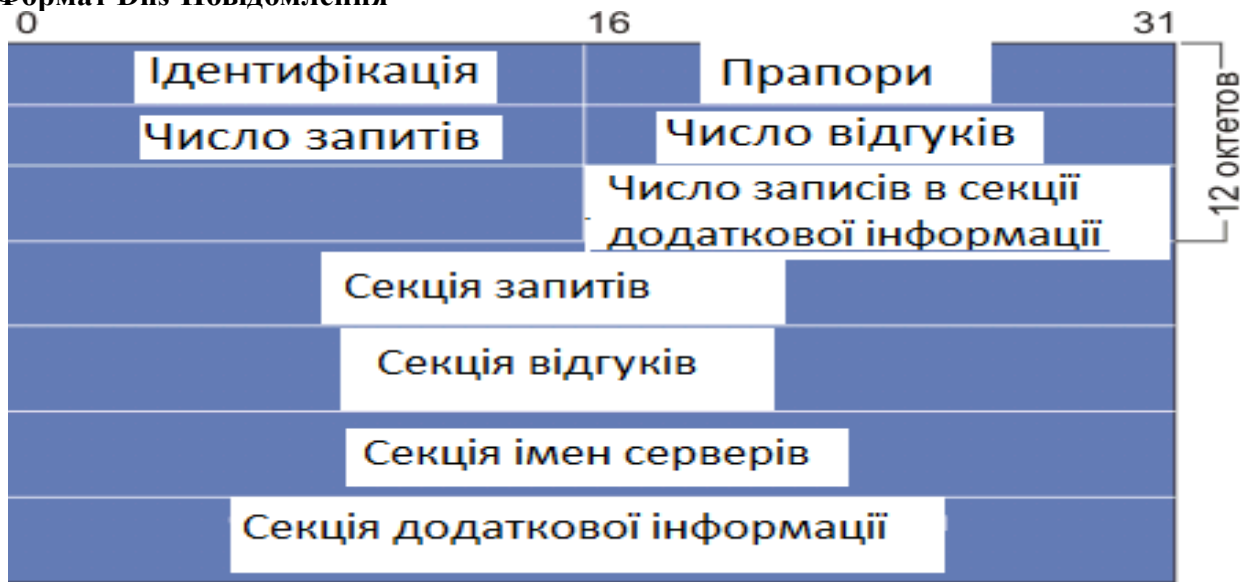 Формат Dns-Повідомлення
0 16 31
Ідентифікація Прапори
Число запитів Число відгуків
Число записів в секції
додаткової інформації
12 октетов
Секція запитів
Секція відгуків
Секція імен серверів
Секція додаткової інформації